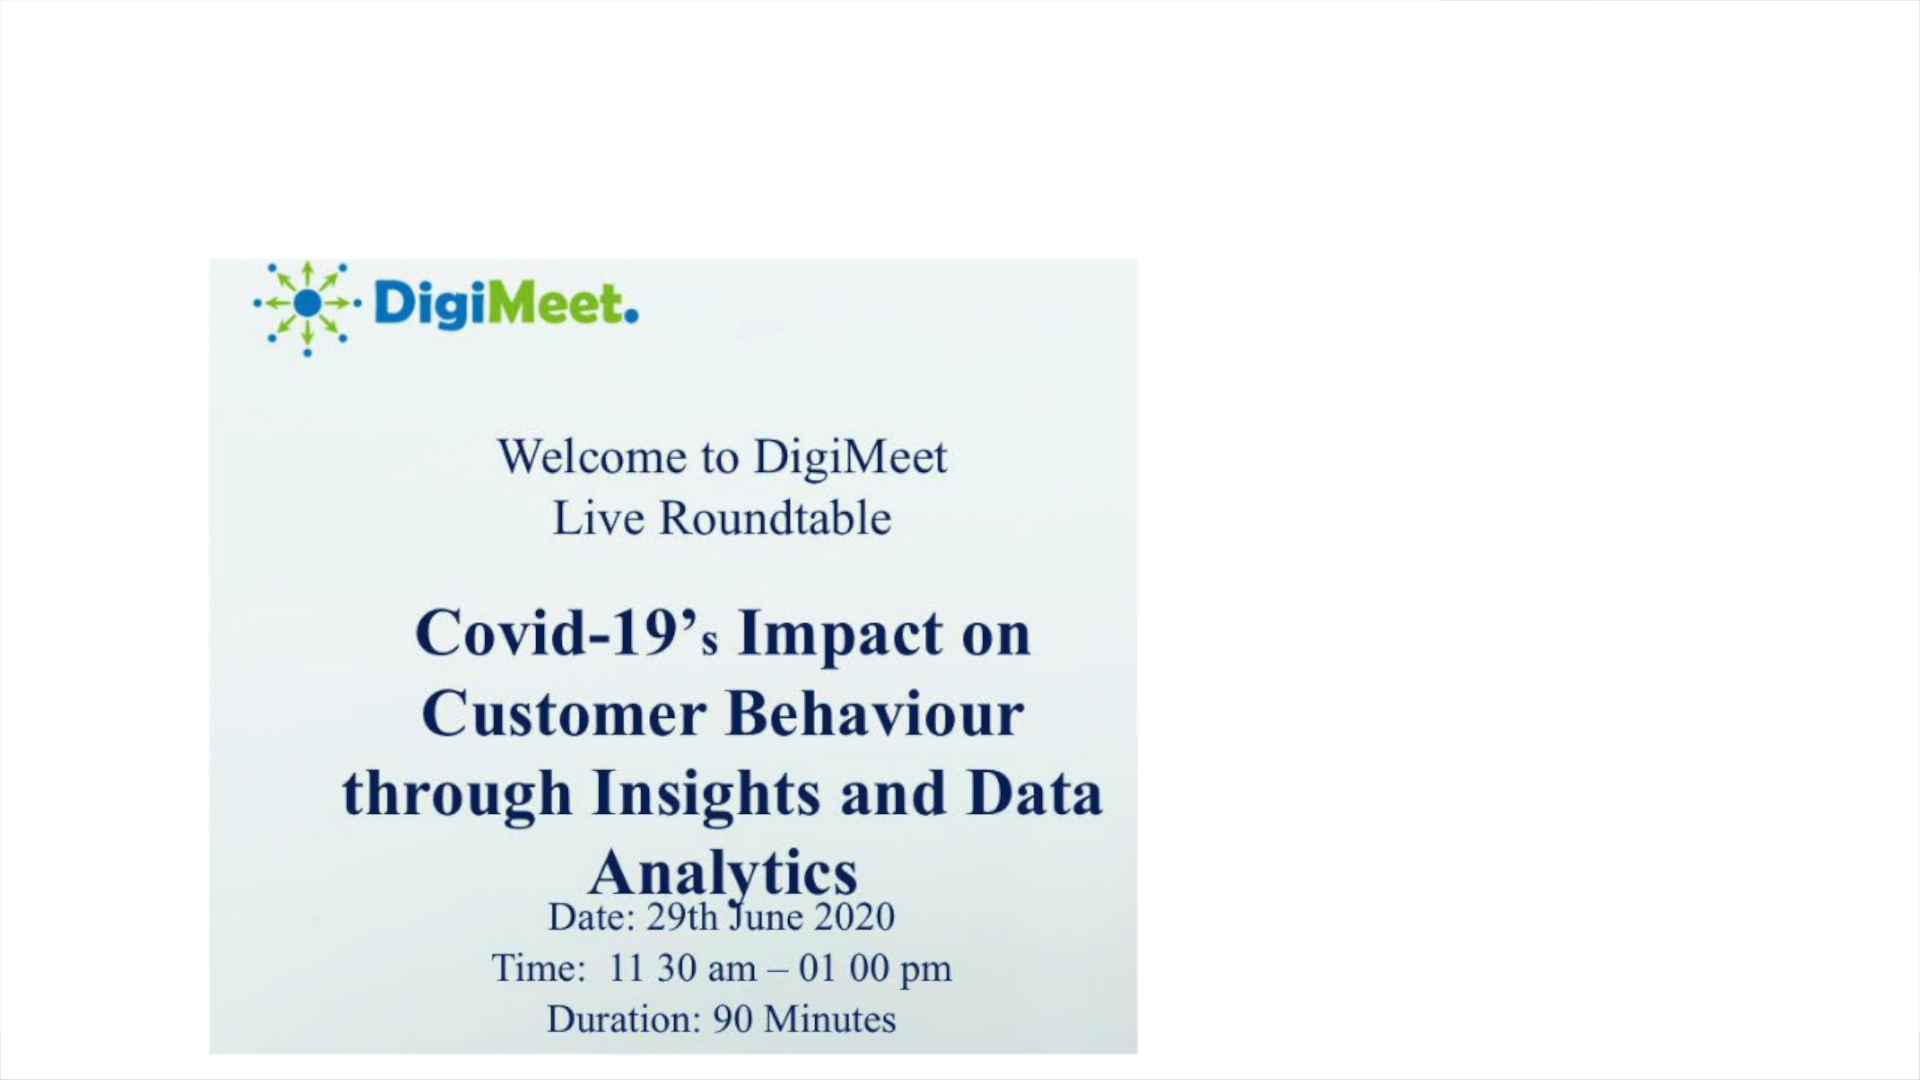 DigiMeet.
Welcome to DigiMeet
Live Roundtable
Covid-19’s Impact on
Customer Behaviour
through Insights and Data
Analytics
Date: 29th June 2020
Time: 11 30 am – 01 00 pm
Duration: 90 Minutes